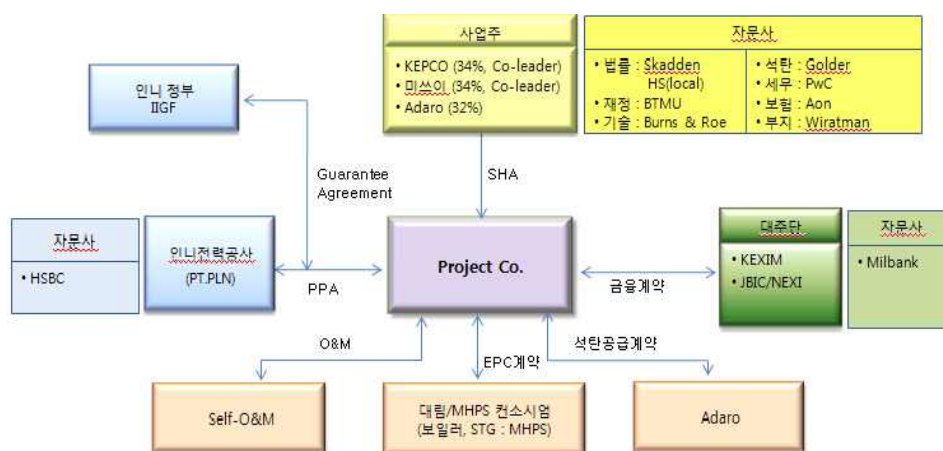 사업주
• KEPCO (34%, Co-leader)
• 미쓰이 (34%, Co-leader)
• Adaro (32%)
자문사
• 법률 : Skadden
HS(local)
• 재정 : BTMU
• 기술 : Burns & Roe
• 석탄 : Golder
• 세무 : PwC
• 보험 : Aon
• 부지 : Wiratman
인니 정부
IIGF
Guarantee
Agreement
SHA
자문사
• HSBC
인니전력공사
(PT.PLN)
PPA
Project Co.
금융계약
대주단
• KEXIM
• JBIC/NEXI
자문사
• Milbank
O&M
EPC계약
석탄공급계약
Self-O&M
대림/MHPS 컨소시엄
(보일러, STG : MHPS)
Adaro